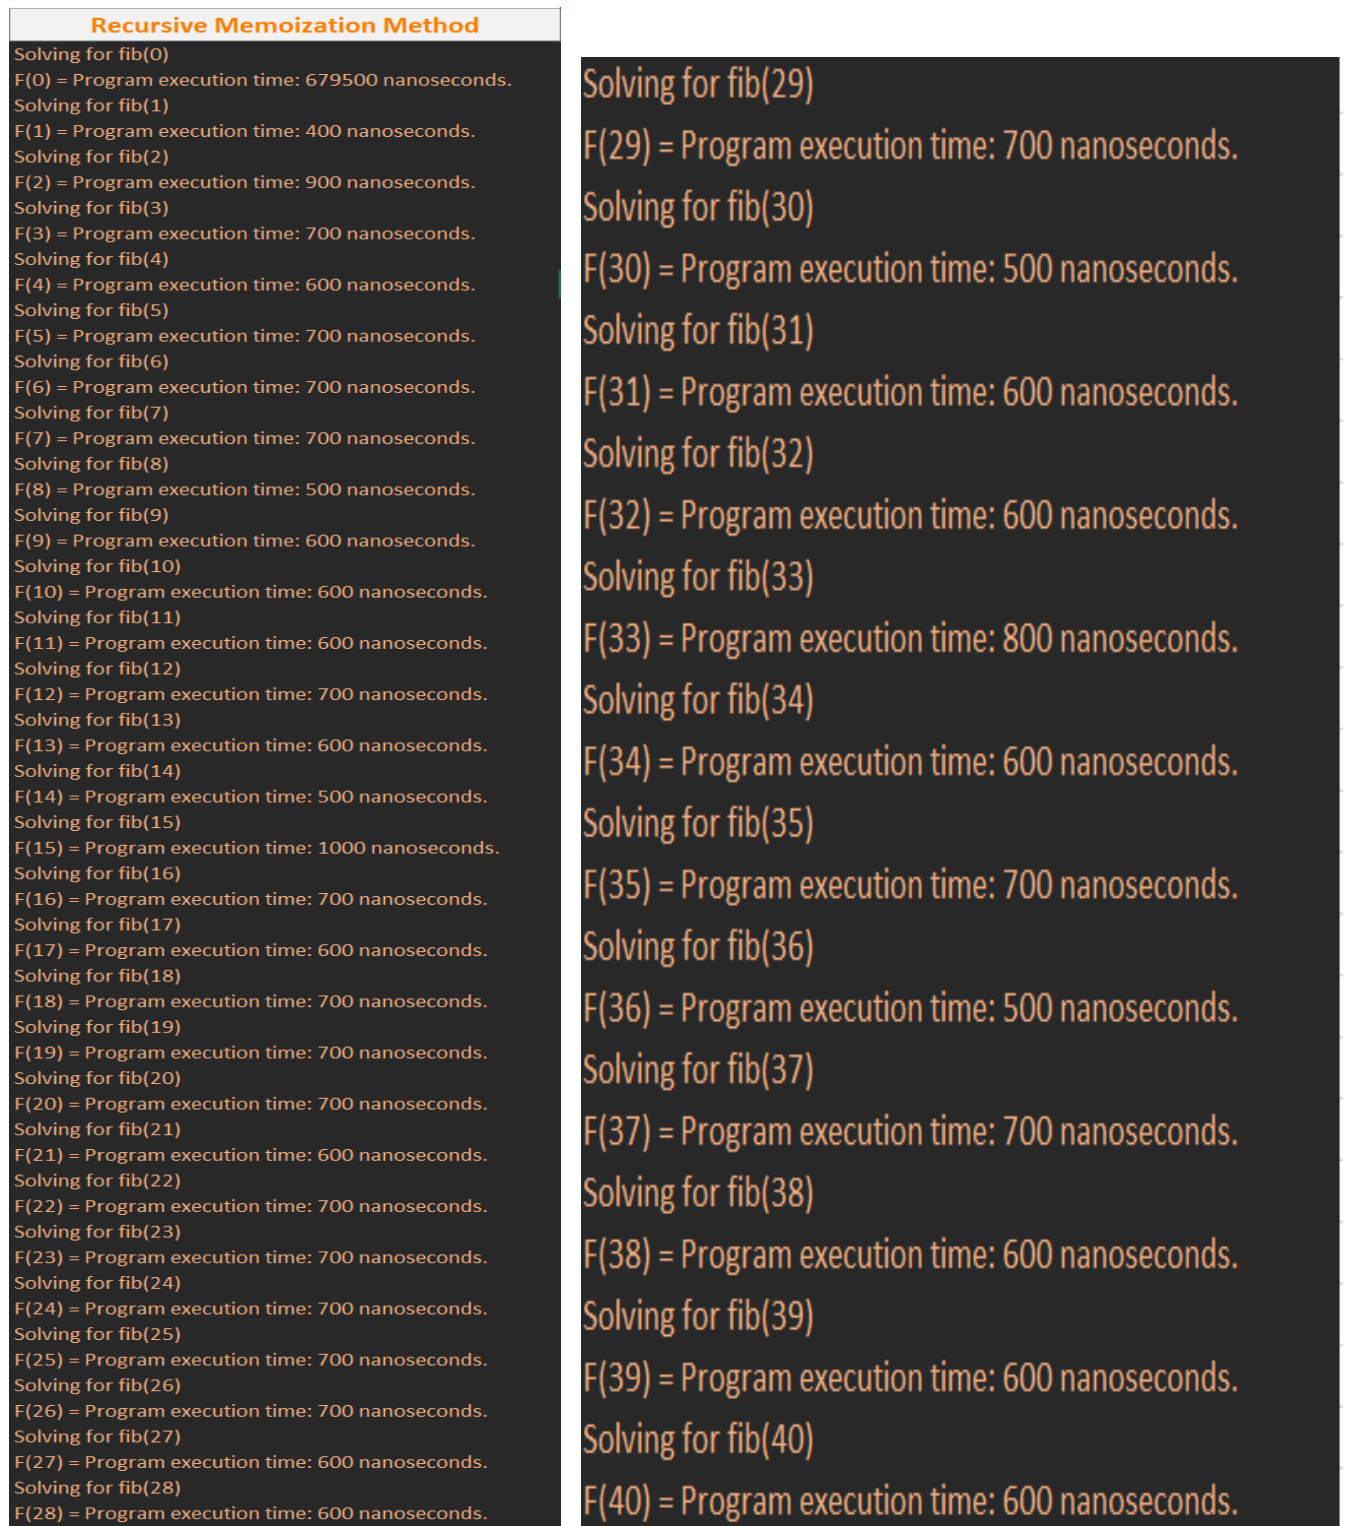 Recursive Memoization Method
Solving for fib(0)
F(0) = Program execution time: 679500 nanoseconds.
Solving for fib(1)
F(1) = Program execution time: 400 nanoseconds.
Solving for fib(2)
F(2) = Program execution time: 900 nanoseconds.
Solving for fib(3)
F(3) = Program execution time: 700 nanoseconds.
Solving for fib(4)
F(4) = Program execution time: 600 nanoseconds.
Solving for fib(5)
F(5) = Program execution time: 700 nanoseconds.
Solving for fib(6)
F(6) = Program execution time: 700 nanoseconds.
Solving for fib(7)
F(7) = Program execution time: 700 nanoseconds.
Solving for fib(8)
F(8) = Program execution time: 500 nanoseconds.
Solving for fib(9)
F(9) = Program execution time: 600 nanoseconds.
Solving for fib(10)
F(10) = Program execution time: 600 nanoseconds.
Solving for fib(11)
F(11) = Program execution time: 600 nanoseconds.
Solving for fib(12)
F(12) = Program execution time: 700 nanoseconds.
Solving for fib(13)
F(13) = Program execution time: 600 nanoseconds.
Solving for fib(14)
F(14) = Program execution time: 500 nanoseconds.
Solving for fib(15)
F(15) = Program execution time: 1000 nanoseconds.
Solving for fib(16)
F(16) = Program execution time: 700 nanoseconds.
Solving for fib(17)
F(17) = Program execution time: 600 nanoseconds.
Solving for fib(18)
F(18) = Program execution time: 700 nanoseconds.
Solving for fib(19)
F(19) = Program execution time: 700 nanoseconds.
Solving for fib(20)
F(20) = Program execution time: 700 nanoseconds.
Solving for fib(21)
F(21) = Program execution time: 600 nanoseconds.
Solving for fib(22)
F(22) = Program execution time: 700 nanoseconds.
Solving for fib(23)
F(23) = Program execution time: 700 nanoseconds.
Solving for fib(24)
F(24) = Program execution time: 700 nanoseconds.
Solving for fib(25)
F(25) = Program execution time: 700 nanoseconds.
Solving for fib(26)
F(26) = Program execution time: 700 nanoseconds.
Solving for fib(27)
F(27) = Program execution time: 600 nanoseconds.
Solving for fib(28)
F(28) = Program execution time: 600 nanoseconds.
Solving for fib(29)
F(29) = Program execution time: 700 nanoseconds.
Solving for fib(30)
F(30) = Program execution time: 500 nanoseconds.
Solving for fib(31)
F(31) = Program execution time: 600 nanoseconds.
Solving for fib(32)
F(32) = Program execution time: 600 nanoseconds.
Solving for fib(33)
F(33) = Program execution time: 800 nanoseconds.
Solving for fib(34)
F(34) = Program execution time: 600 nanoseconds.
Solving for fib(35)
F(35) = Program execution time: 700 nanoseconds.
Solving for fib(36)
F(36) = Program execution time: 500 nanoseconds.
Solving for fib(37)
F(37) = Program execution time: 700 nanoseconds.
Solving for fib(38)
F(38) = Program execution time: 600 nanoseconds.
Solving for fib(39)
F(39) = Program execution time: 600 nanoseconds.
Solving for fib(40)
F(40) = Program execution time: 600 nanoseconds.